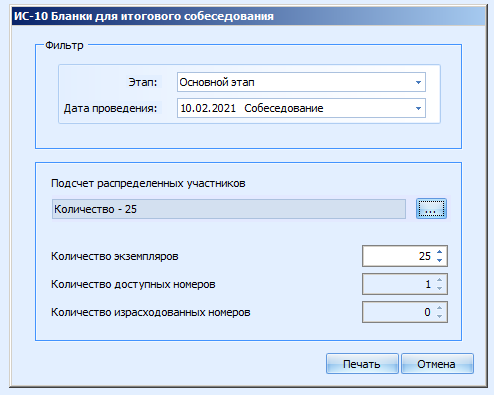 ИС-10 Бланки для итогового собеседования
Фильтр
Этап: Основной этап
Дата проведения: 10.02.2021 Собеседование
Подсчет распределенных участников
Количество - 25 ...
Количество экземпляров 25
Количество доступных номеров 1
Количество израсходованных номеров 0
Печать Отмена